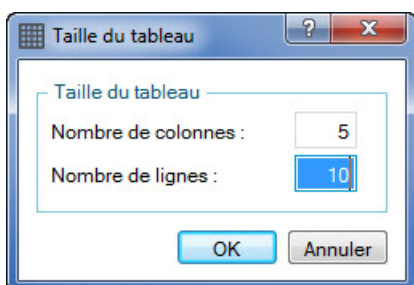 Taille du tableau
?
Taille du tableau
Nombre de colonnes : 5
Nombre de lignes : 10
OK Annuler